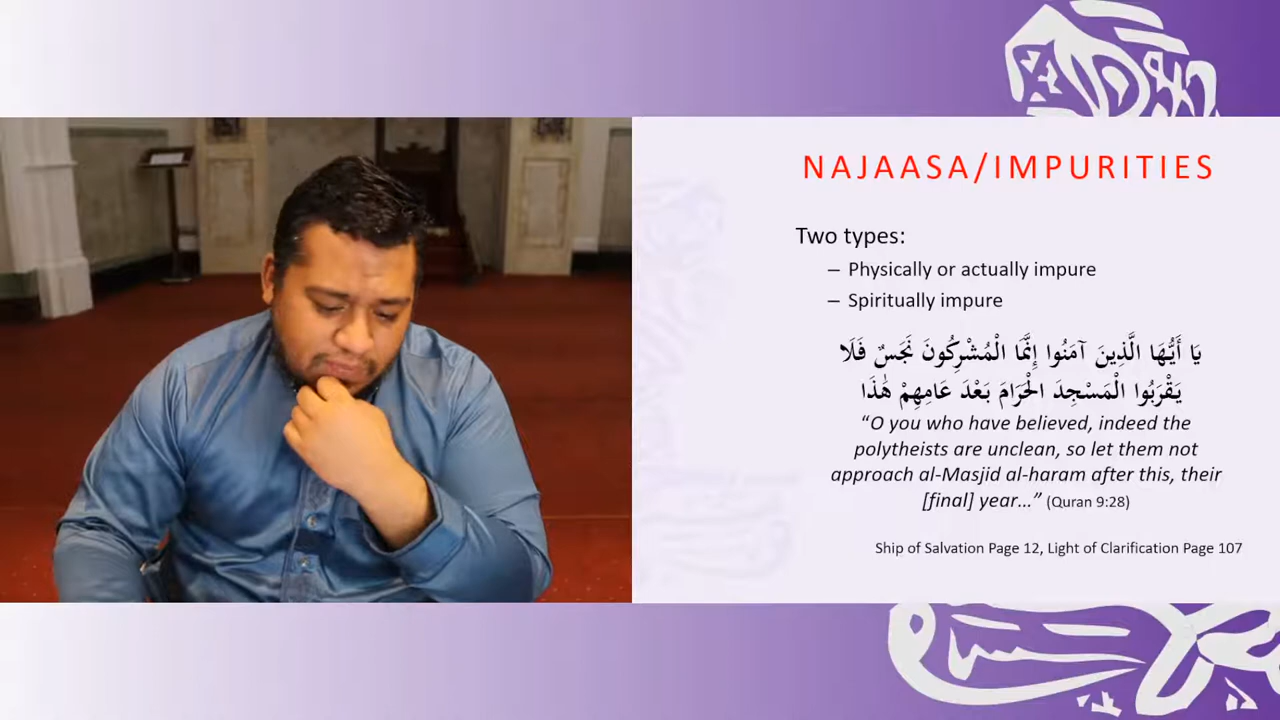 NAJAASA/IMPURITIES
Two types:
– Physically or actually impure
– Spiritually impure
يَا أَيُّهَا الَّذِينَ آمَنُوا إِنَّمَا الْمُشْرِكُونَ نَجَسٌ فَلَا
يَقْرَبُوا الْمَسْجِدَ الْحَرَامَ بَعْدَ عَامِهِمْ هَٰذَا
“O you who have believed, indeed the
polytheists are unclean, so let them not
approach al-Masjid al-haram after this, their
[final] year…” (Quran 9:28)
Ship of Salvation Page 12, Light of Clarification Page 107